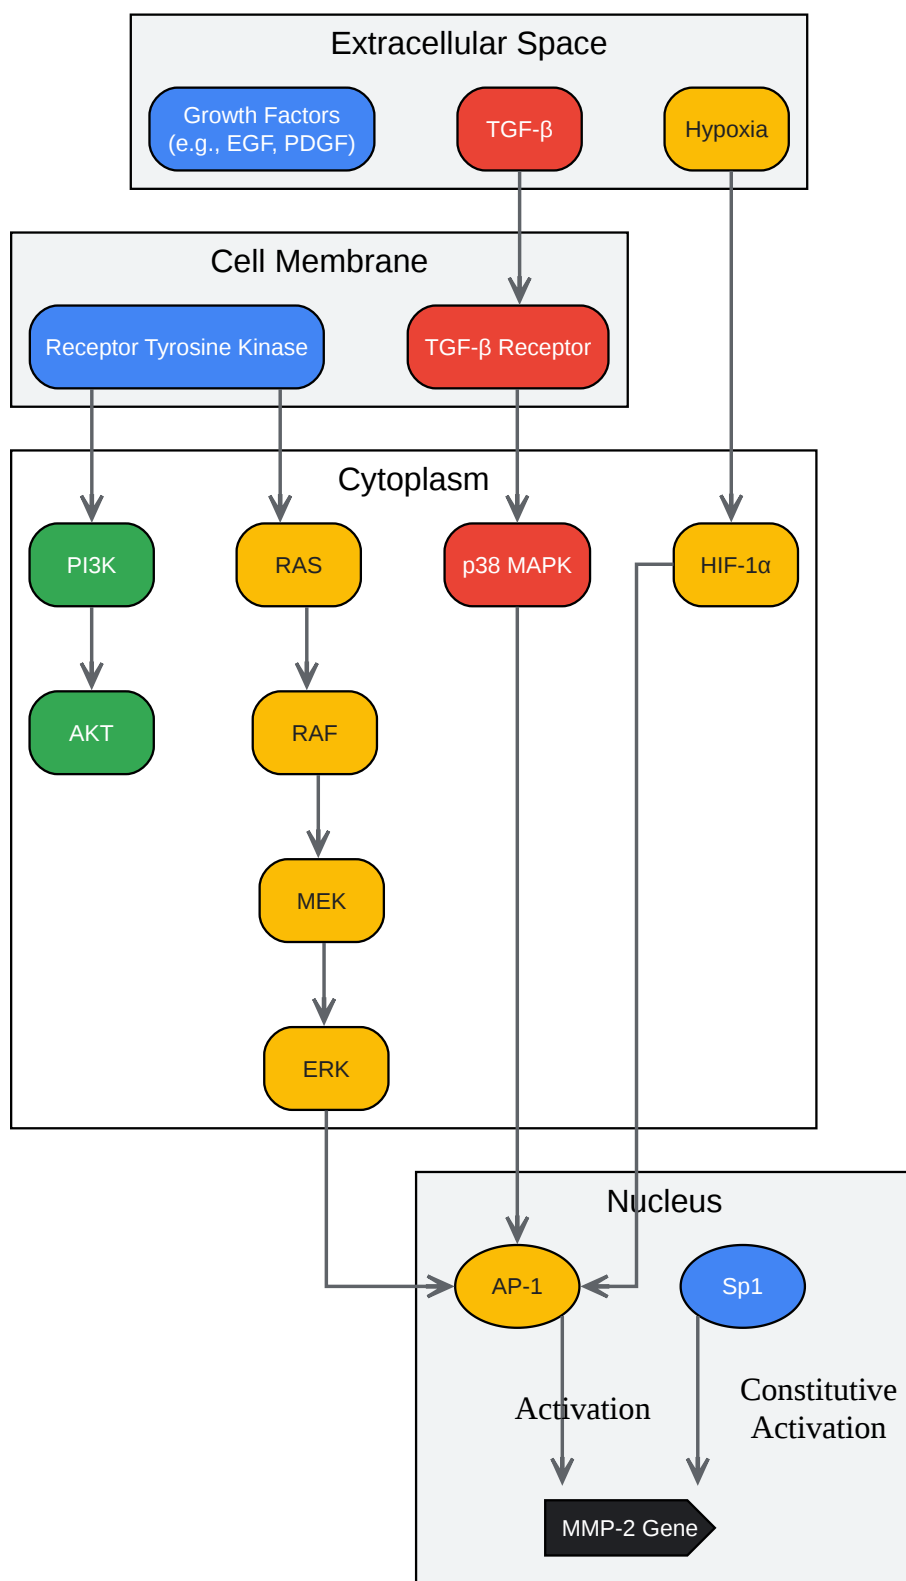 Extracellular Space
Growth Factors
(e.g., EGF, PDGF)
TGF-β
Hypoxia
Cell Membrane
Receptor Tyrosine Kinase
TGF-β Receptor
Cytoplasm
PI3K
RAS
p38 MAPK
HIF-1α
AKT
RAF
MEK
ERK
Nucleus
AP-1
Sp1
Activation
Constitutive
Activation
MMP-2 Gene